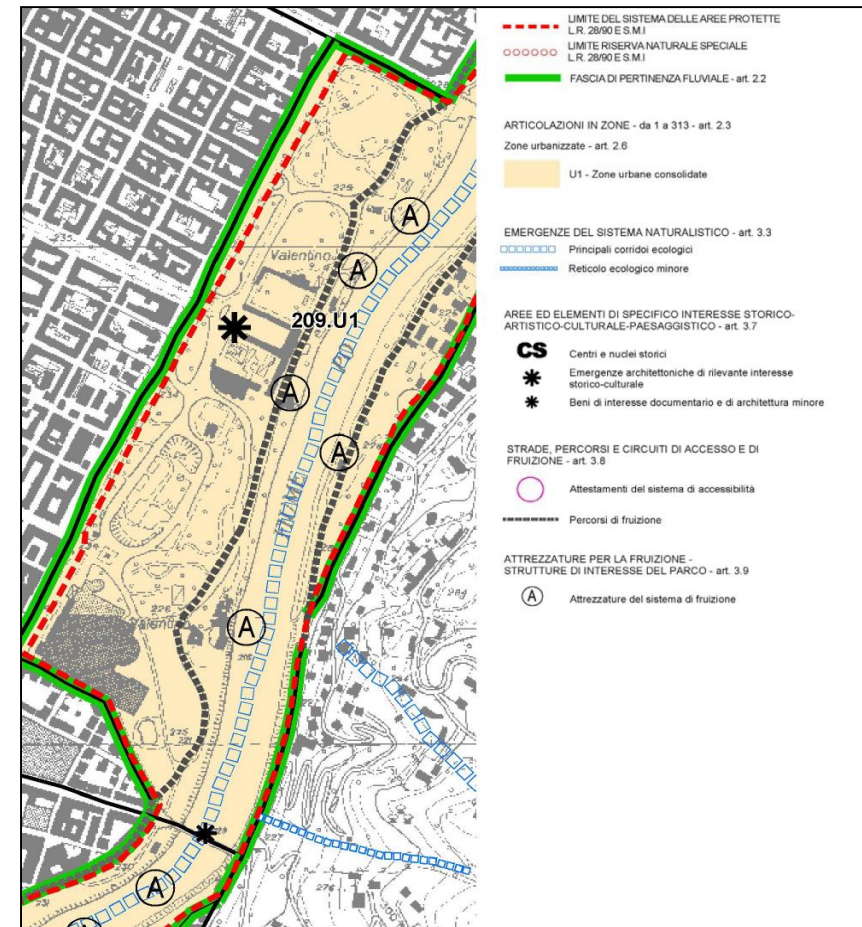 Valentino
209.U1
PO
FIUME
Valentino
A
A
A
A
A
A
LIMITE DEL SISTEMA DELLE AREE PROTETTE
L.R. 28/90 E S.M.I
LIMITE RISERVA NATURALE SPECIALE
L.R. 28/90 E S.M.I
FASCIA DI PERTINENZA FLUVIALE - art. 2.2
ARTICOLAZIONI IN ZONE - da 1 a 313 - art. 2.3
Zone urbanizzate - art. 2.6
U1 - Zone urbane consolidate
EMERGENZE DEL SISTEMA NATURALISTICO - art. 3.3
Principali corridoi ecologici
Reticolo ecologico minore
AREE ED ELEMENTI DI SPECIFICO INTERESSE STORICO-
ARTISTICO-CULTURALE-PAESAGGISTICO - art. 3.7
CS Centri e nuclei storici
Emergenze architettoniche di rilevante interesse
storico-culturale
Beni di interesse documentario e di architettura minore
STRADE, PERCORSI E CIRCUITI DI ACCESSO E DI
FRUIZIONE - art. 3.8
Attestamenti del sistema di accessibilità
Percorsi di fruizione
ATTREZZATURE PER LA FRUIZIONE -
STRUTTURE DI INTERESSE DEL PARCO - art. 3.9
A Attrezzature del sistema di fruizione